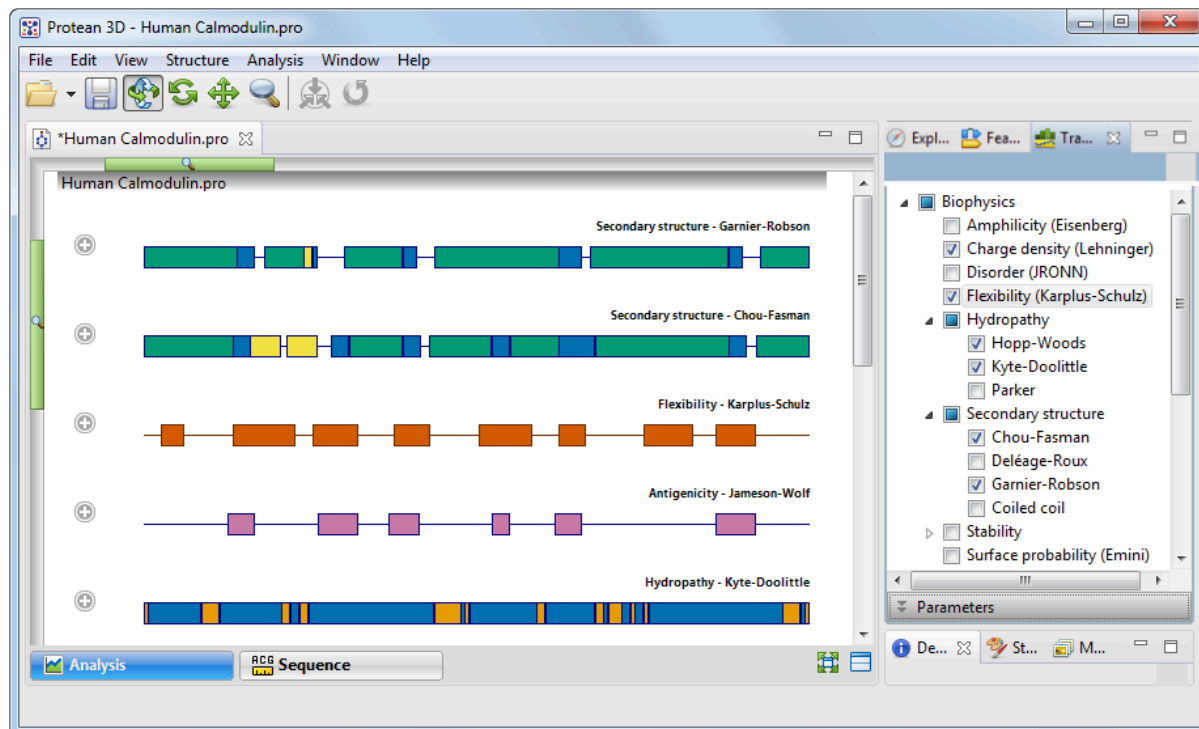 Protean 3D - Human Calmodulin.pro
File Edit View Structure Analysis Window Help
*Human Calmodulin.pro
Expl... Fea... Tra...
Human Calmodulin.pro
Secondary structure - Garnier-Robson
Secondary structure - Chou-Fasman
Flexibility - Karplus-Schulz
Antigenicity - Jameson-Wolf
Hydropathy - Kyte-Doolittle
Biophysics
Amphilicity (Eisenberg)
Charge density (Lehninger)
Disorder (JRONN)
Flexibility (Karplus-Schulz)
Hydropathy
Hopp-Woods
Kyte-Doolittle
Parker
Secondary structure
Chou-Fasman
Deléage-Roux
Garnier-Robson
Coiled coil
Stability
Surface probability (Emini)
Parameters
Analysis
ACG Sequence
De... St... M...